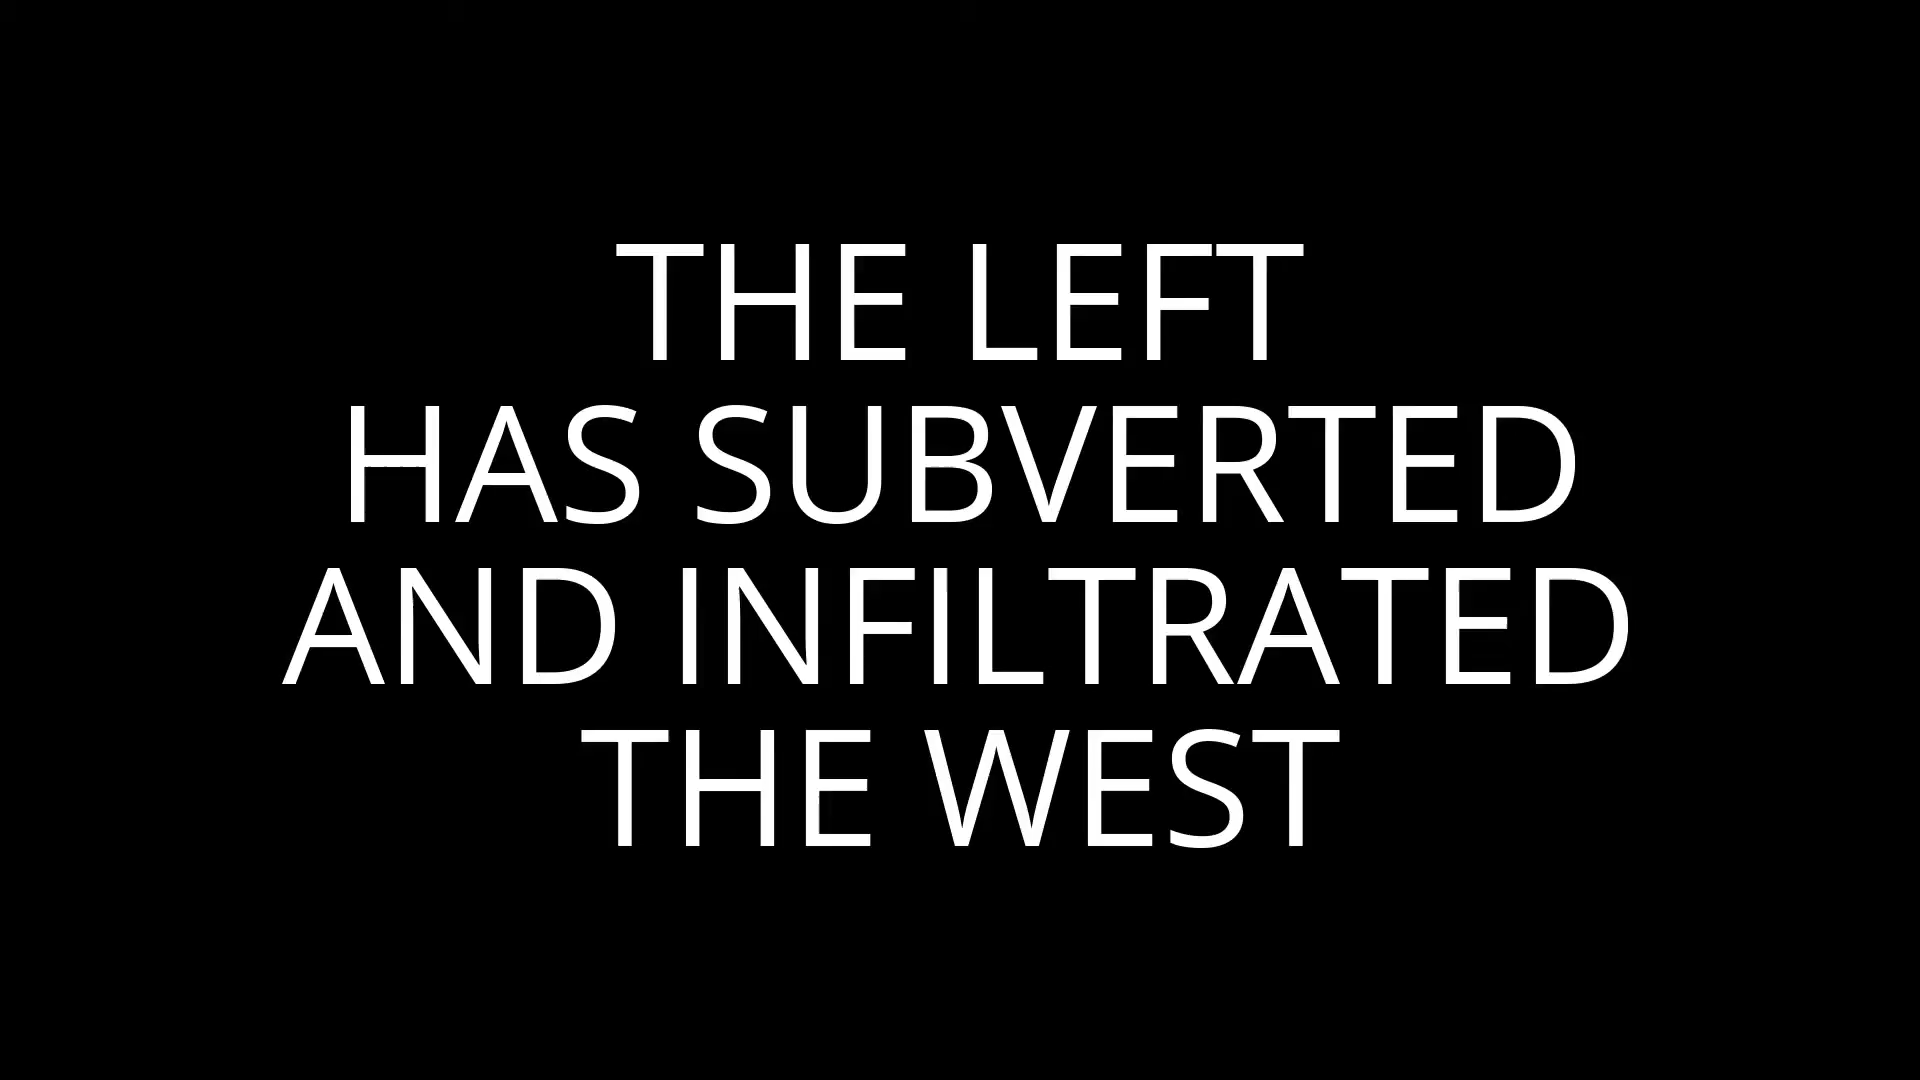 THE LEFT
HAS SUBVERTED
AND INFILTRATED
THE WEST